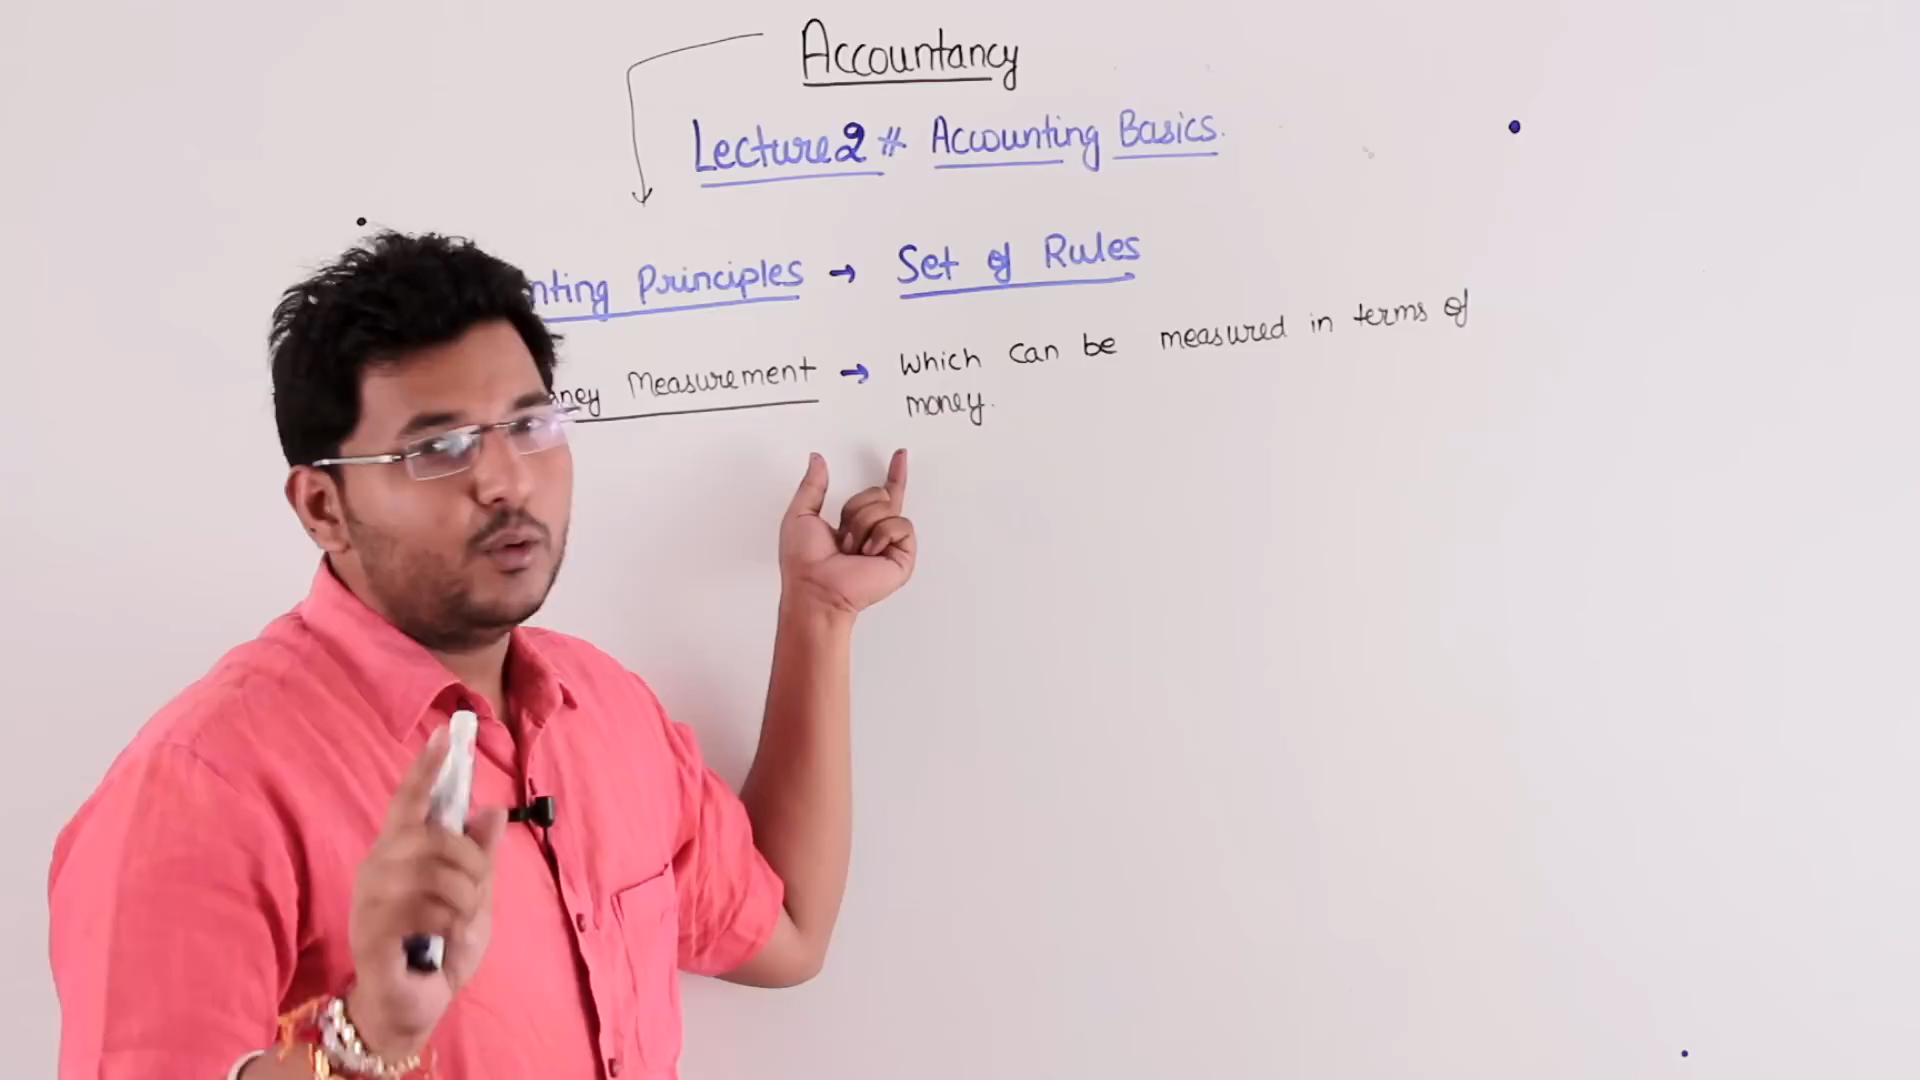 Accountancy
Lecture 2 # Accounting Basics.
nting Principles → Set of Rules
ney Measurement → Which can be measured in terms of
money.